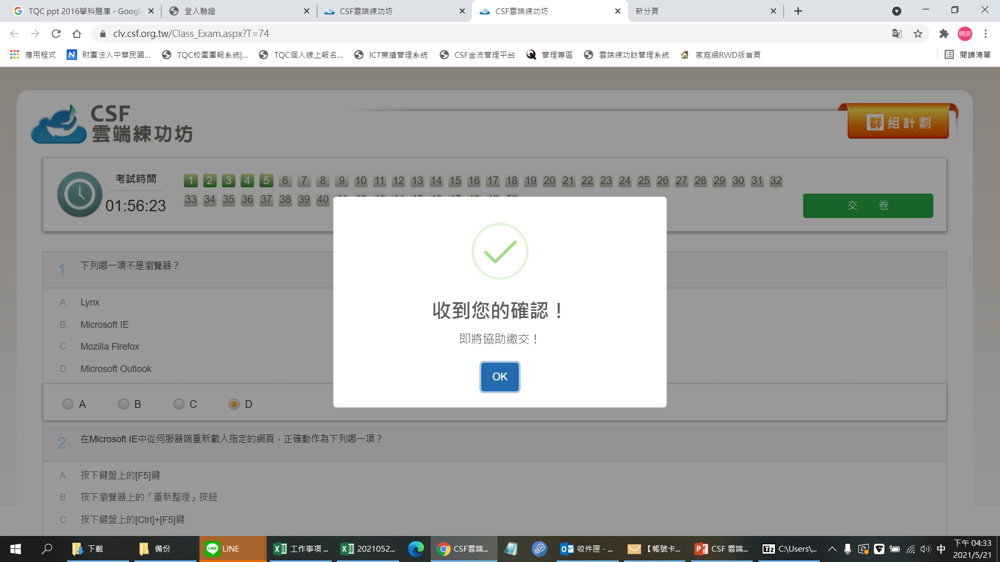 TQC ppt 2016學科題庫 - Google
登入驗證
CSF雲端練功坊
CSF雲端練功坊
新分頁
clv.csf.org.tw/Class_Exam.aspx?T=74
明宗
應用程式
財團法人中華民國...
TQC校園團報系統|...
TQC個人線上報名...
ICT業績管理系統
CSF金流管理平台
管理專區
雲端練功訪管理系統
家庭網RWD版首頁
閱讀清單
CSF
雲端練功坊
群組計劃
考試時間
01:56:23
1 2 3 4 5 6 7 8 9 10 11 12 13 14 15 16 17 18 19 20 21 22 23 24 25 26 27 28 29 30 31 32
33 34 35 36 37 38 39 40
交 卷
收到您的確認！
即將協助繳交！
OK
1 下列哪一項不是瀏覽器？
A Lynx
B Microsoft IE
C Mozilla Firefox
D Microsoft Outlook
A B C D
2 在Microsoft IE中從伺服器端重新載入指定的網頁，正確動作為下列哪一項？
A 按下鍵盤上的[F5]鍵
B 按下瀏覽器上的「重新整理」按鈕
C 按下鍵盤上的[Ctrl]+[F5]鍵
下載
備份
LINE
LINE
工作事項 ...
2021052...
CSF雲端...
收件匣 - ...
【帳號卡...
CSF 雲端...
C:\Users\...
中
下午 04:33
2021/5/21